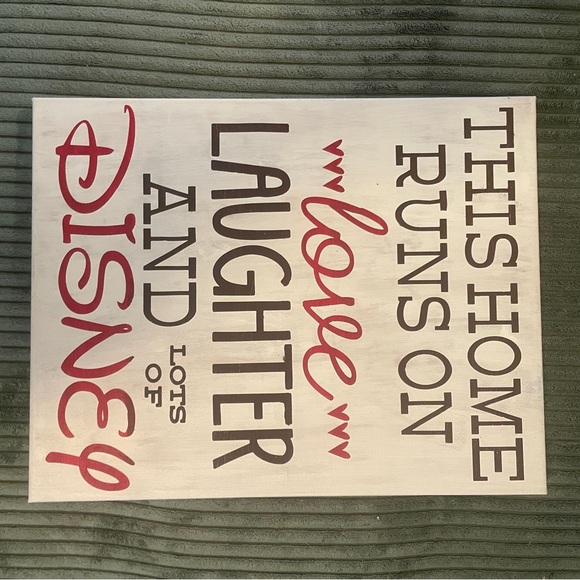 THIS HOME
RUNS ON
love
LAUGHTER
AND LOTS OF
DISNEY